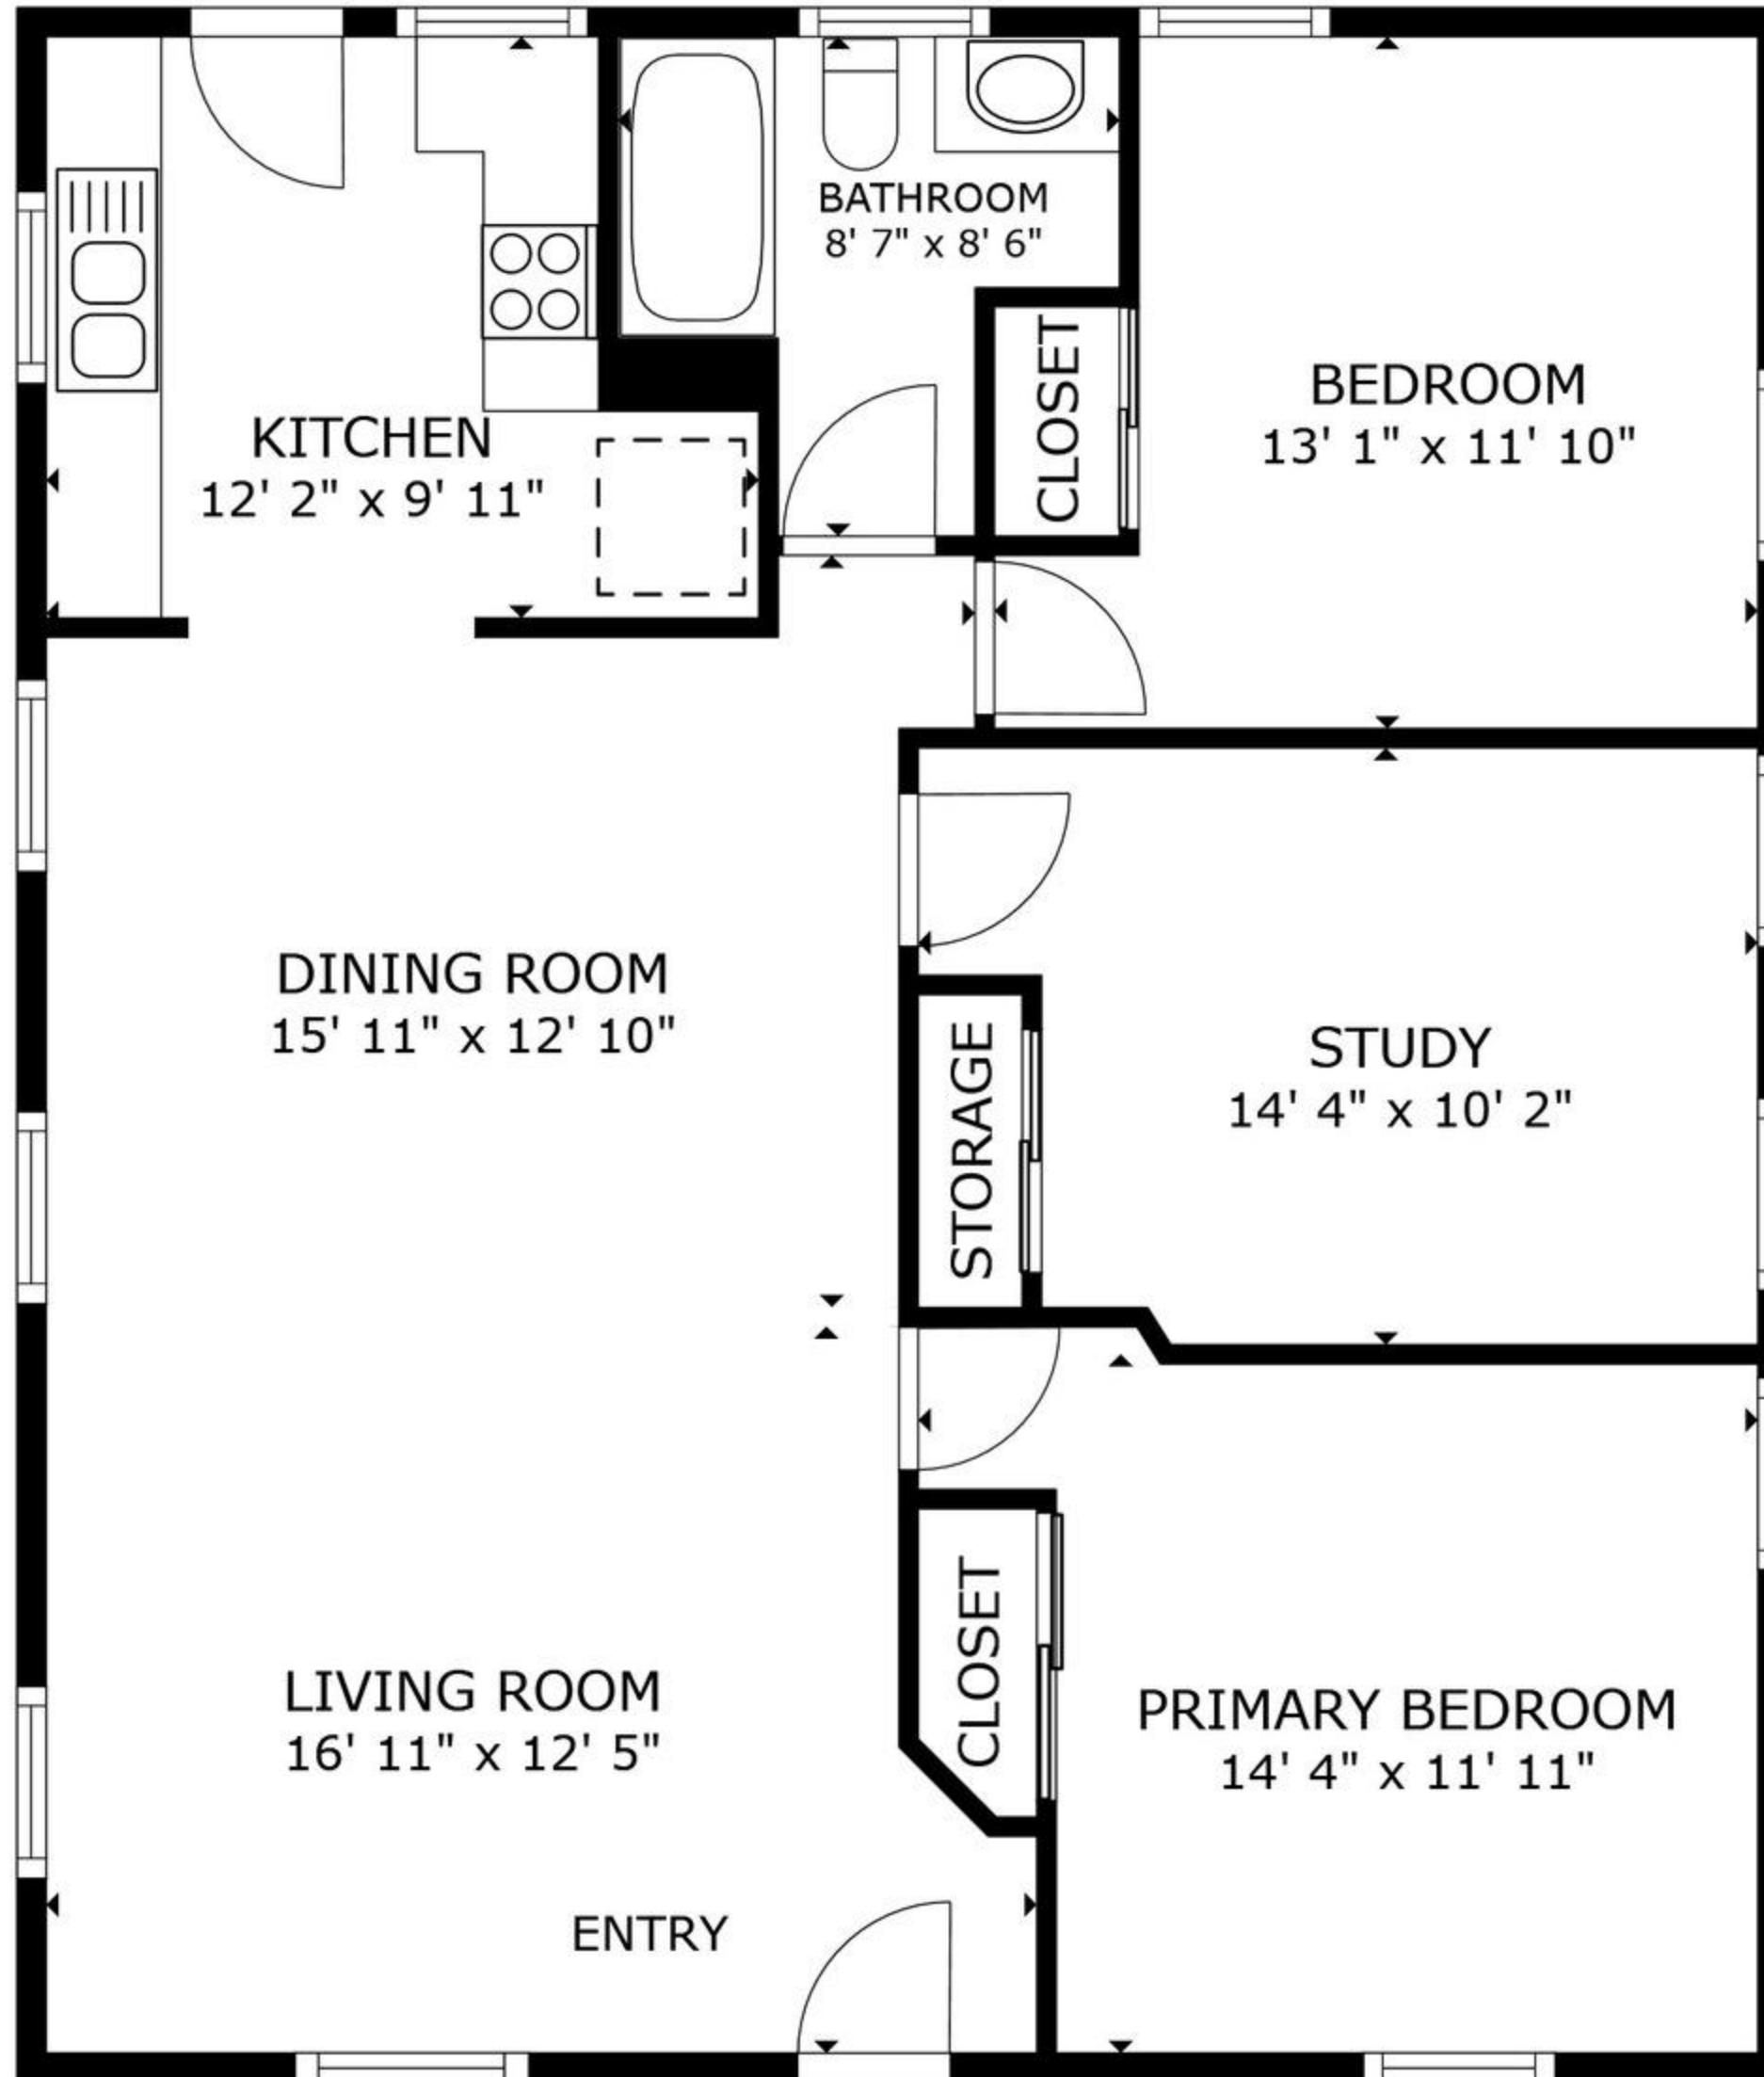 BATHROOM
8' 7" x 8' 6"
CLOSET
BEDROOM
13' 1" x 11' 10"
KITCHEN
12' 2" x 9' 11"
DINING ROOM
15' 11" x 12' 10"
STORAGE
STUDY
14' 4" x 10' 2"
LIVING ROOM
16' 11" x 12' 5"
CLOSET
PRIMARY BEDROOM
14' 4" x 11' 11"
ENTRY